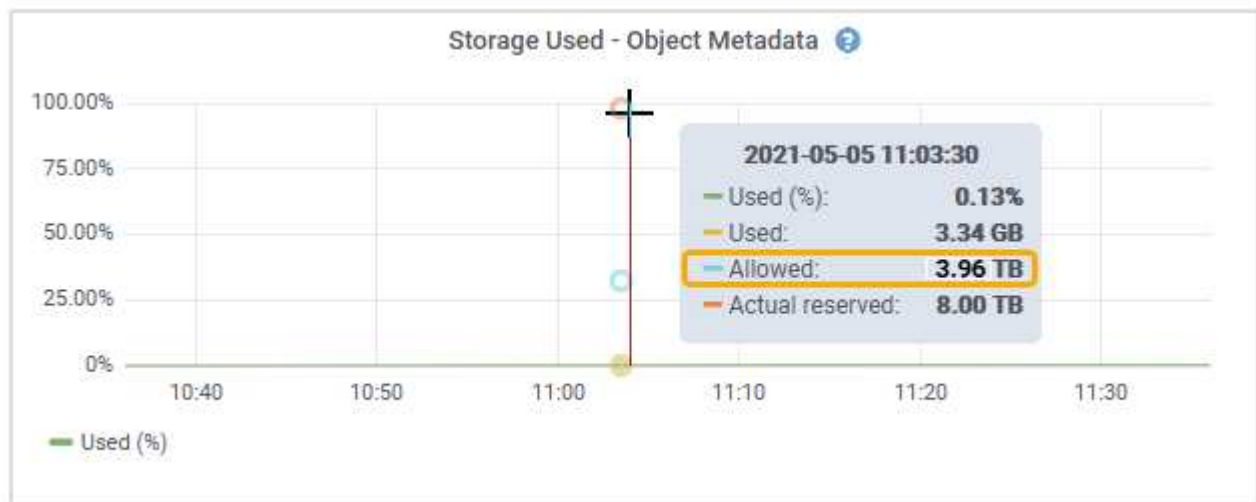 Storage Used - Object Metadata ?
100.00%
75.00%
50.00%
25.00%
0%
10:40 10:50 11:00 11:10 11:20 11:30
2021-05-05 11:03:30
Used (%): 0.13%
Used: 3.34 GB
Allowed: 3.96 TB
Actual reserved: 8.00 TB
Used (%)